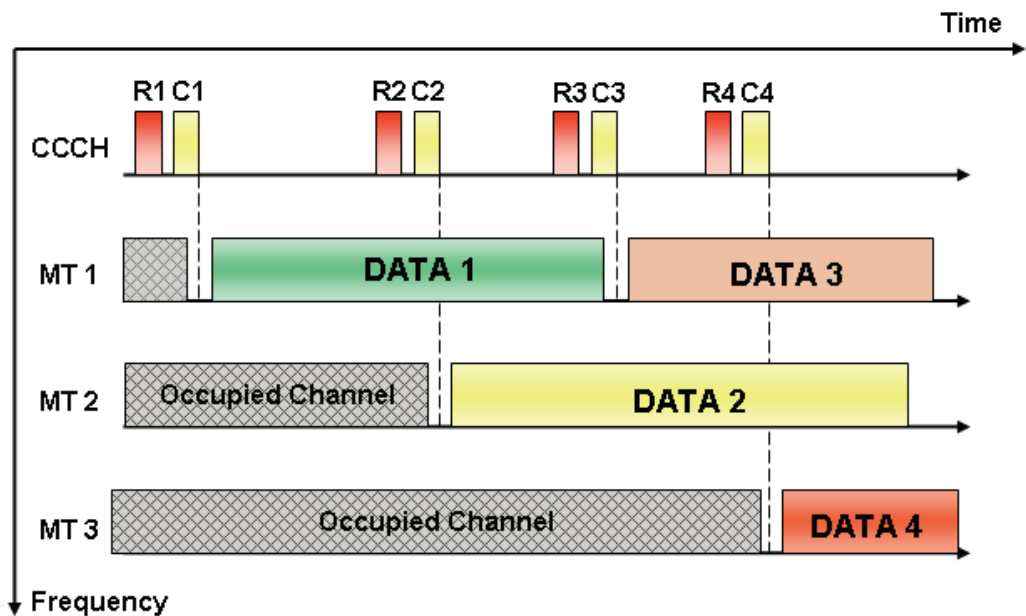 Time
R1 C1 R2 C2 R3 C3 R4 C4
CCCH
MT 1 DATA 1 DATA 3
MT 2 Occupied Channel DATA 2
MT 3 Occupied Channel DATA 4
Frequency